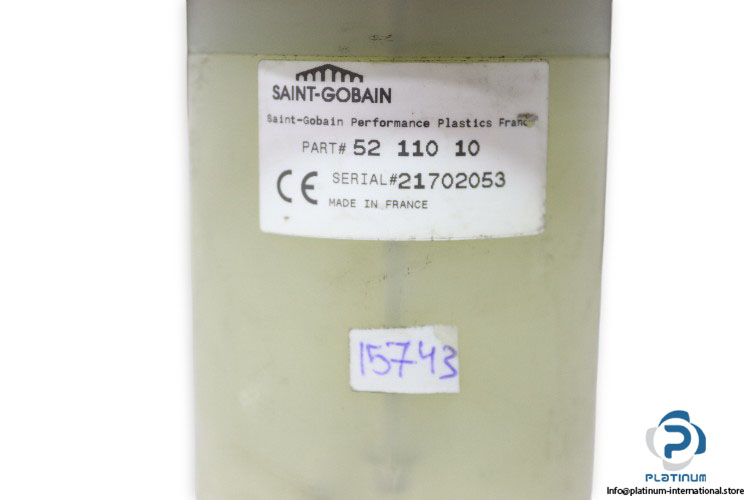 SAINT-GOBAIN
Saint-Gobain Performance Plastics France
PART# 52 110 10
CE SERIAL#21702053
MADE IN FRANCE
15743
PLATINUM
Info@platinum-international.store